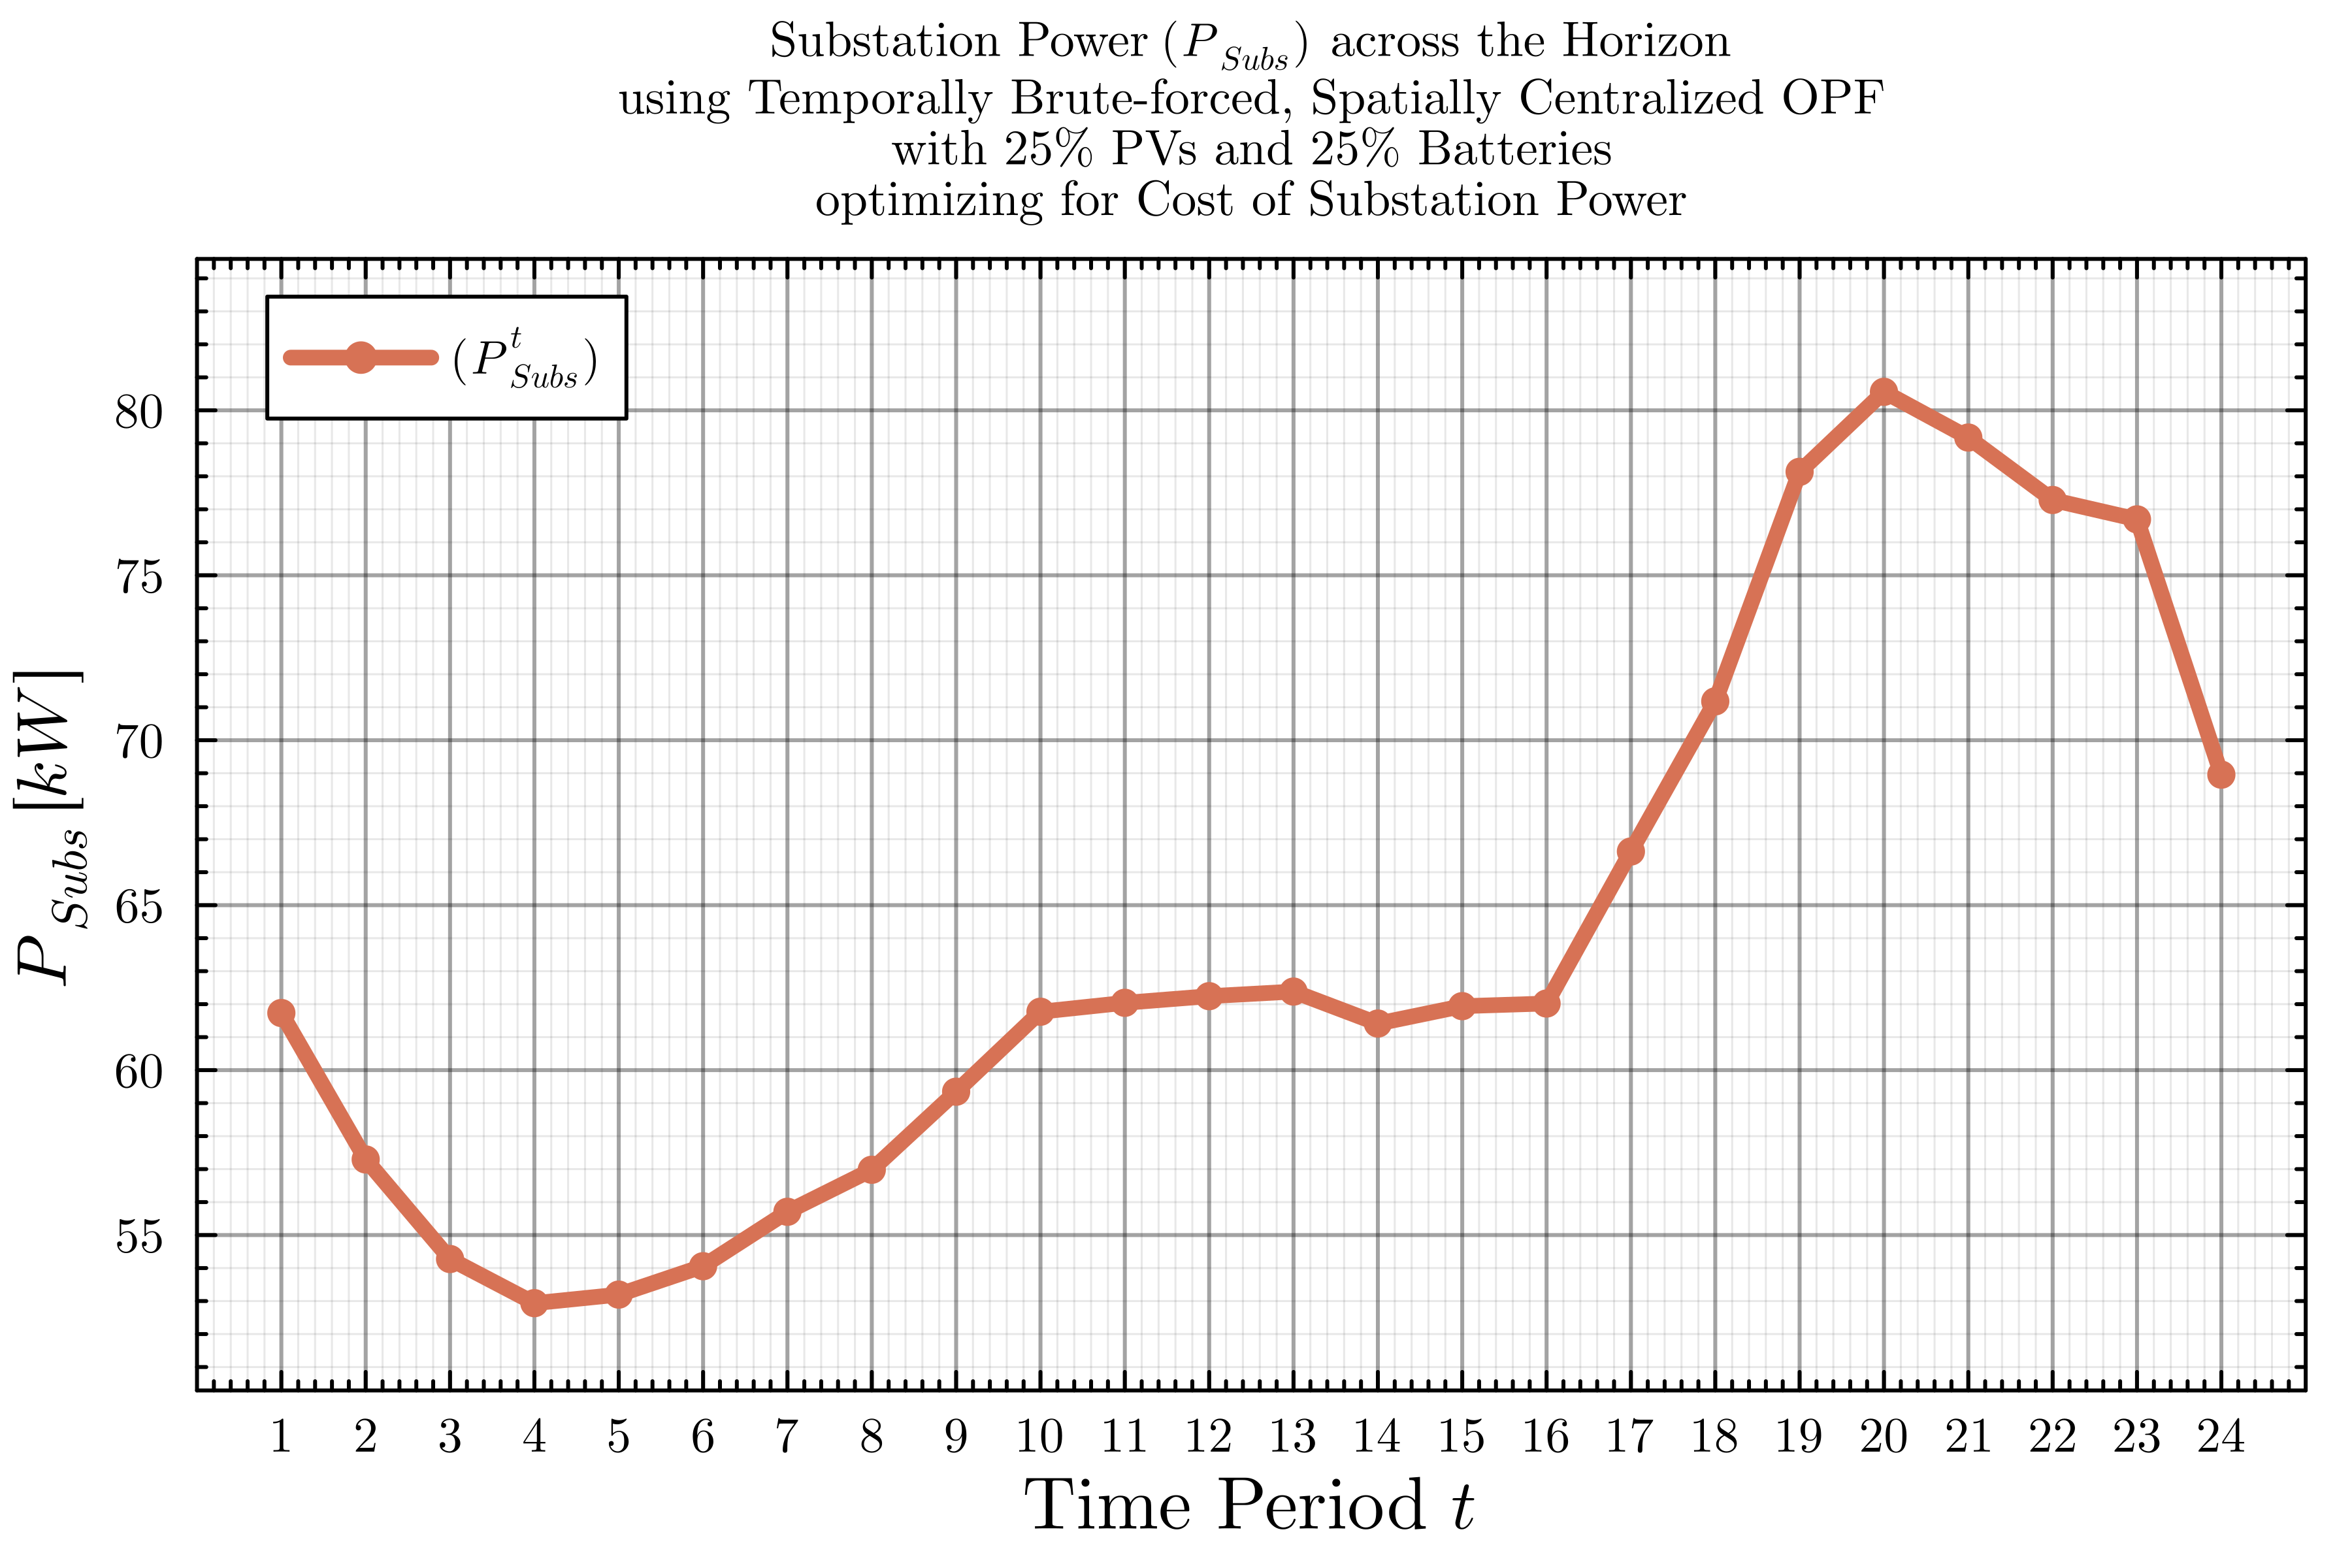 Substation Power (P_Subs) across the Horizon
using Temporally Brute-forced, Spatially Centralized OPF
with 25% PVs and 25% Batteries
optimizing for Cost of Substation Power
(P^t_Subs)
P_Subs [kW]
80
75
70
65
60
55
1 2 3 4 5 6 7 8 9 10 11 12 13 14 15 16 17 18 19 20 21 22 23 24
Time Period t